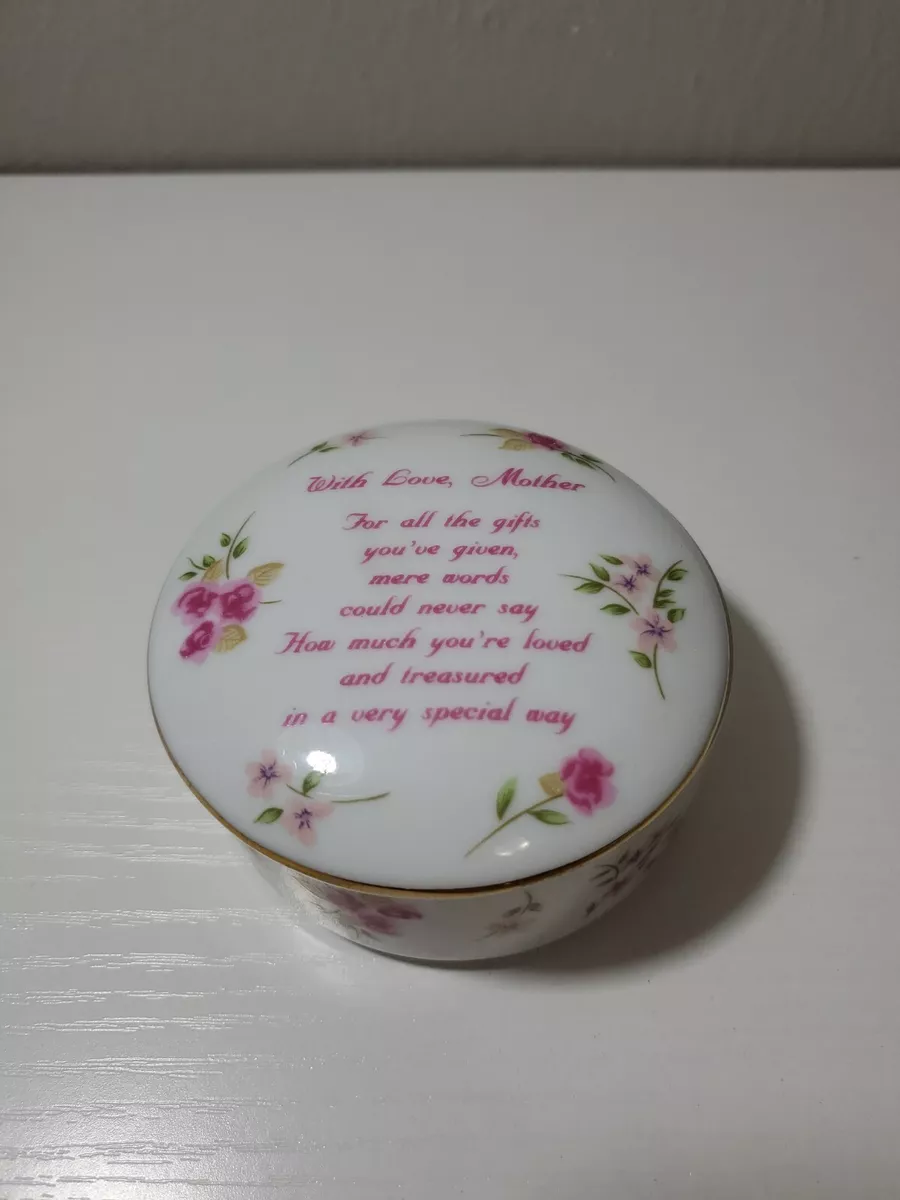 With Love, Mother
For all the gifts
you've given,
mere words
could never say
How much you're loved
and treasured
in a very special way